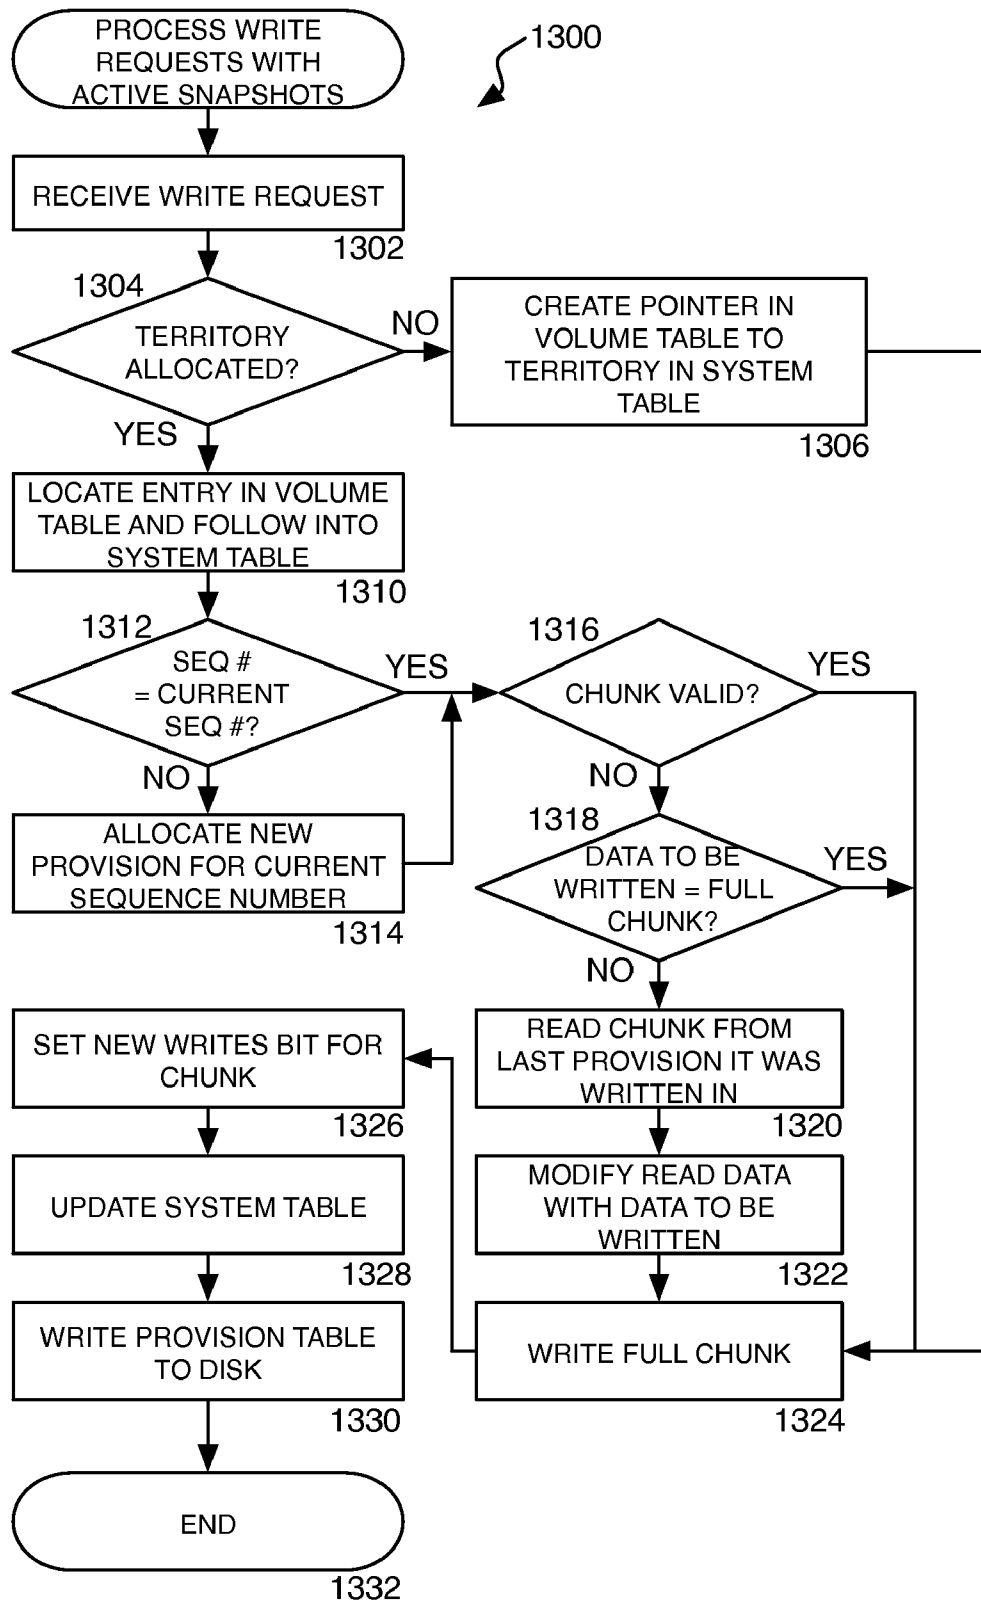 PROCESS WRITE
REQUESTS WITH
ACTIVE SNAPSHOTS
1300
RECEIVE WRITE REQUEST
1302
1304
TERRITORY
ALLOCATED?
NO
YES
CREATE POINTER IN
VOLUME TABLE TO
TERRITORY IN SYSTEM
TABLE
1306
LOCATE ENTRY IN VOLUME
TABLE AND FOLLOW INTO
SYSTEM TABLE
1310
1312
SEQ #
= CURRENT
SEQ #?
YES
NO
ALLOCATE NEW
PROVISION FOR CURRENT
SEQUENCE NUMBER
1314
1316
CHUNK VALID?
YES
NO
1318
DATA TO BE
WRITTEN = FULL
CHUNK?
YES
NO
READ CHUNK FROM
LAST PROVISION IT WAS
WRITTEN IN
1320
MODIFY READ DATA
WITH DATA TO BE
WRITTEN
1322
WRITE FULL CHUNK
1324
SET NEW WRITES BIT FOR
CHUNK
1326
UPDATE SYSTEM TABLE
1328
WRITE PROVISION TABLE
TO DISK
1330
END
1332